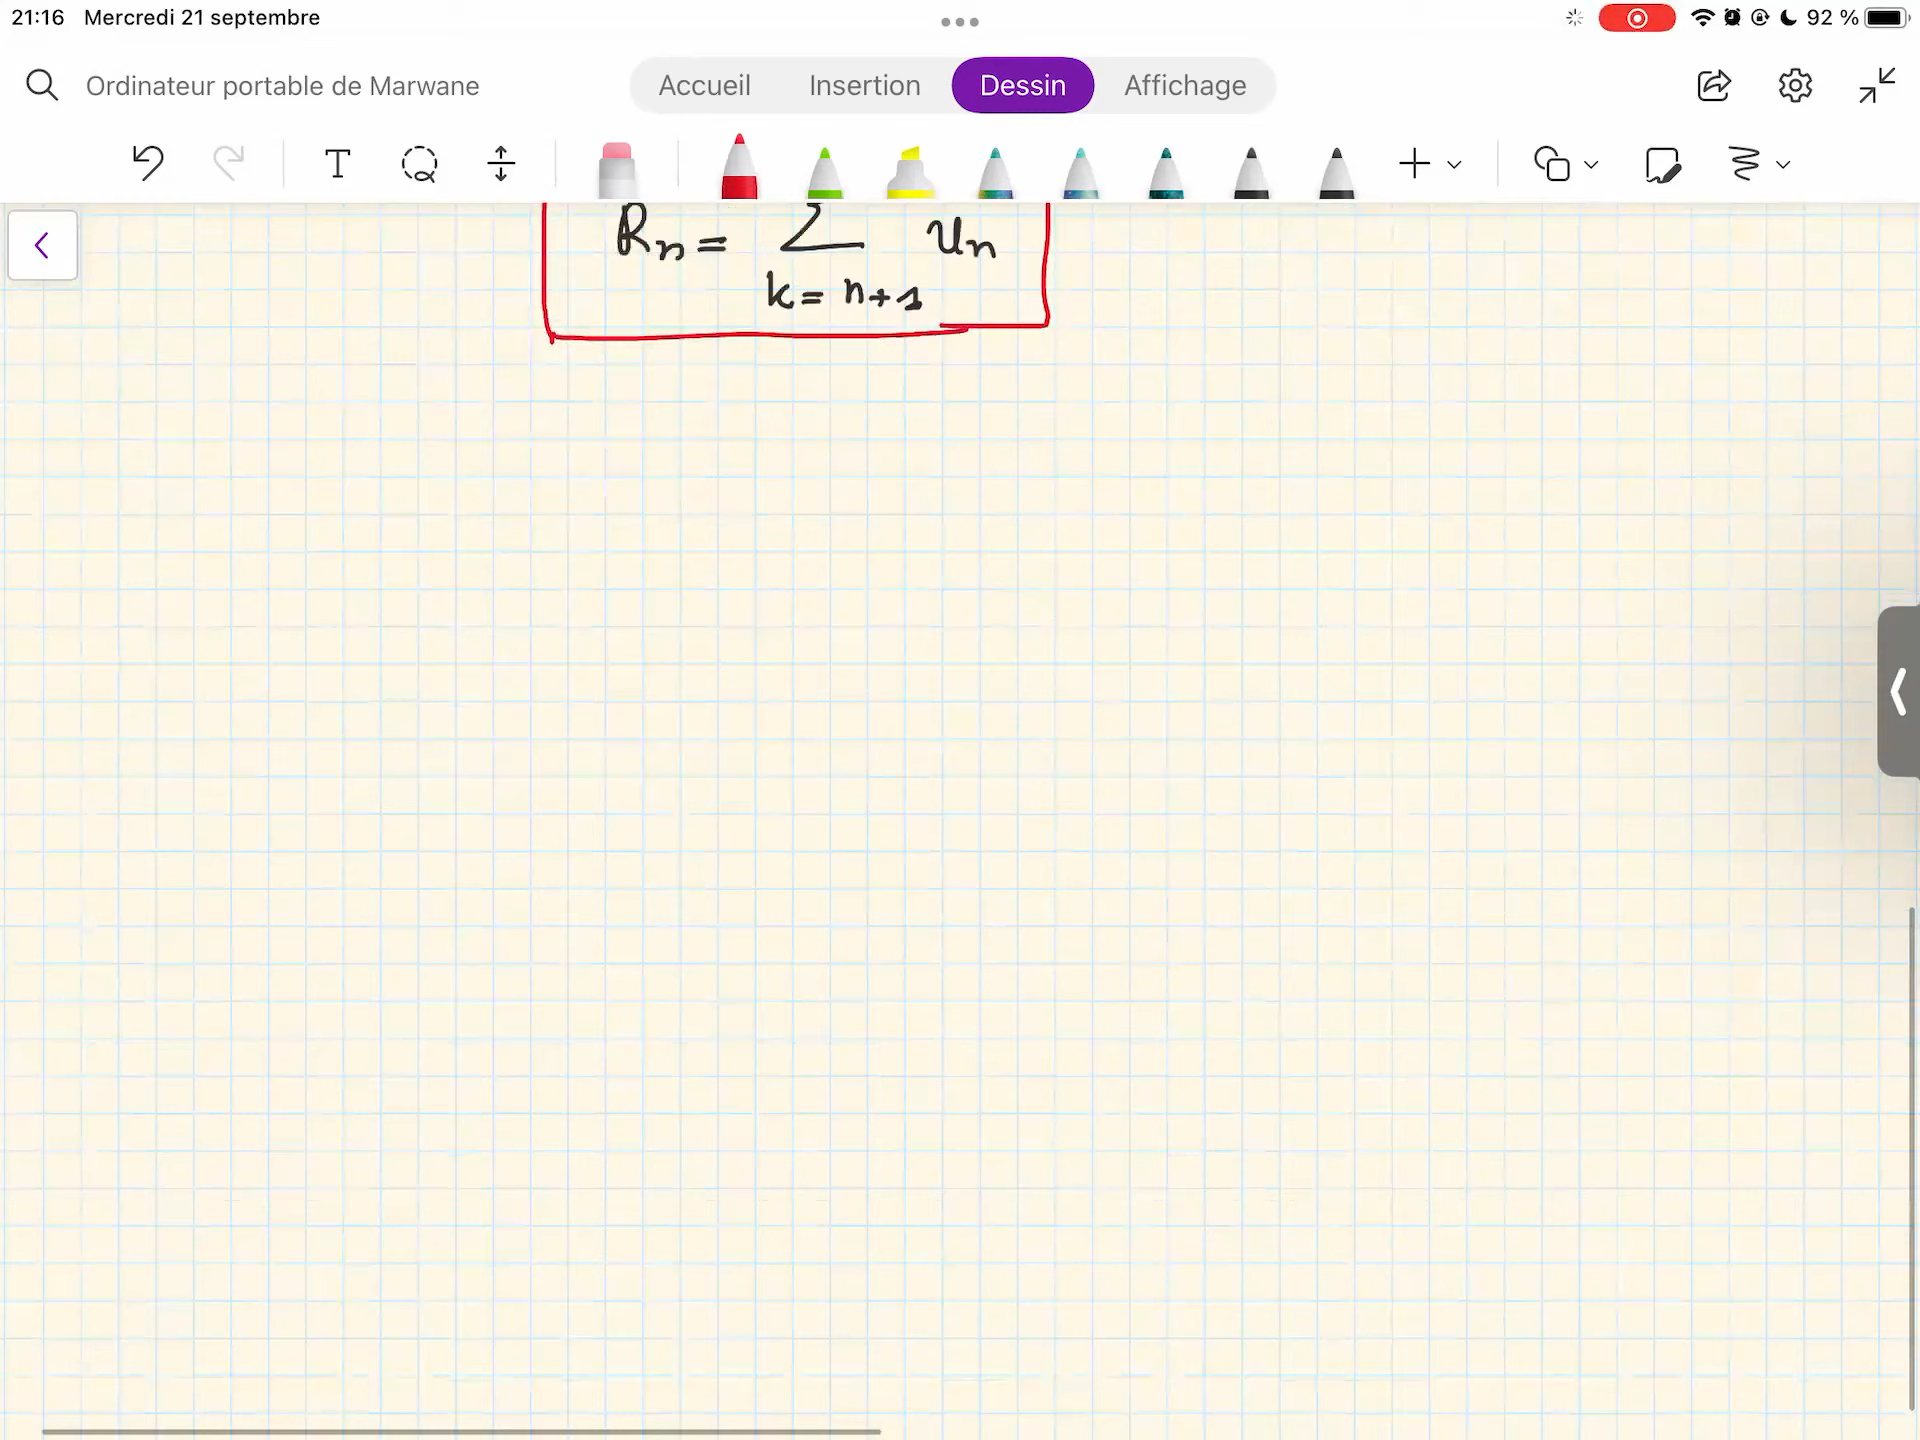 21:16 Mercredi 21 septembre 92 %
Ordinateur portable de Marwane Accueil Insertion Dessin Affichage
T
Rn = Σ un
k = n+1